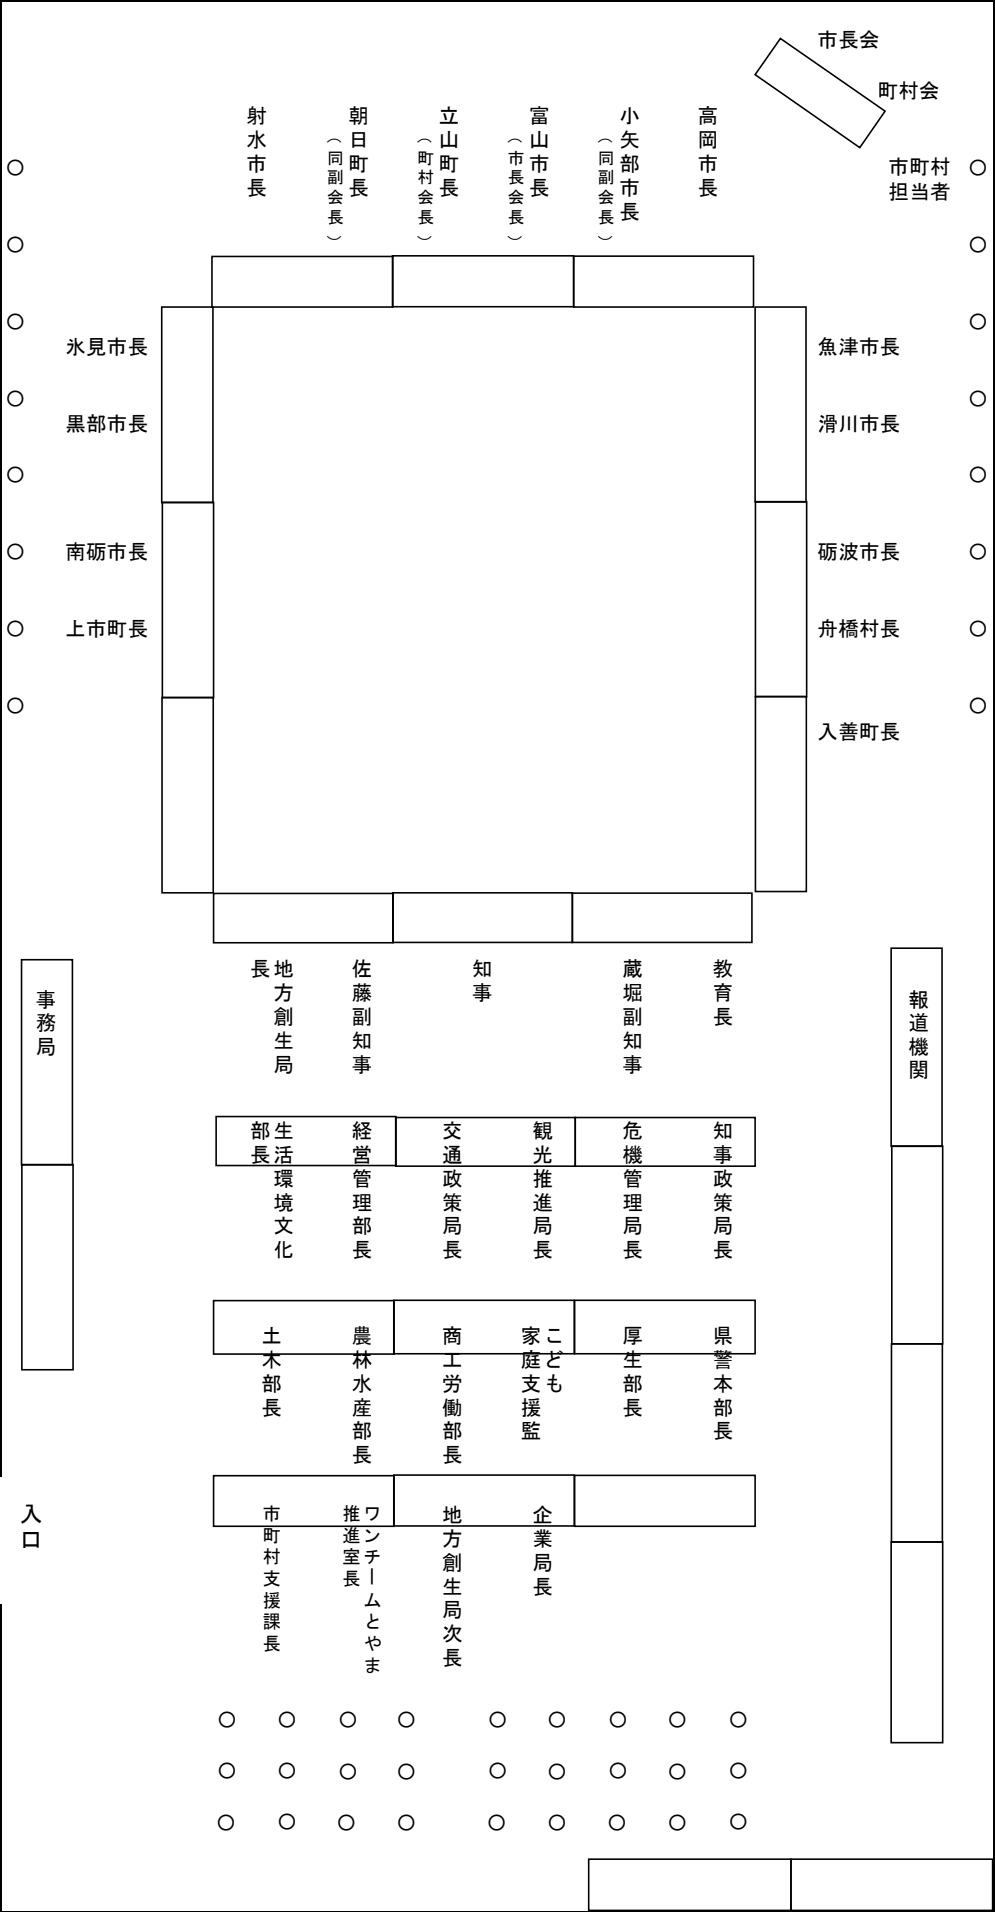 市長会
町村会
市町村
担当者
高岡市長
小矢部市長
（同副会長）
富山市長
（市長会長）
立山町長
（町村会長）
朝日町長
（同副会長）
射水市長
氷見市長
黒部市長
南砺市長
上市町長
魚津市長
滑川市長
砺波市長
舟橋村長
入善町長
教育長
蔵堀副知事
知事
佐藤副知事
地方創生局
長
事務局
報道機関
知事政策局長
危機管理局長
観光推進局長
交通政策局長
経営管理部長
生活環境文化
部長
県警本部長
厚生部長
こども
家庭支援監
商工労働部長
農林水産部長
土木部長
企業局長
地方創生局次長
ワンチームとやま
推進室長
市町村支援課長
入口